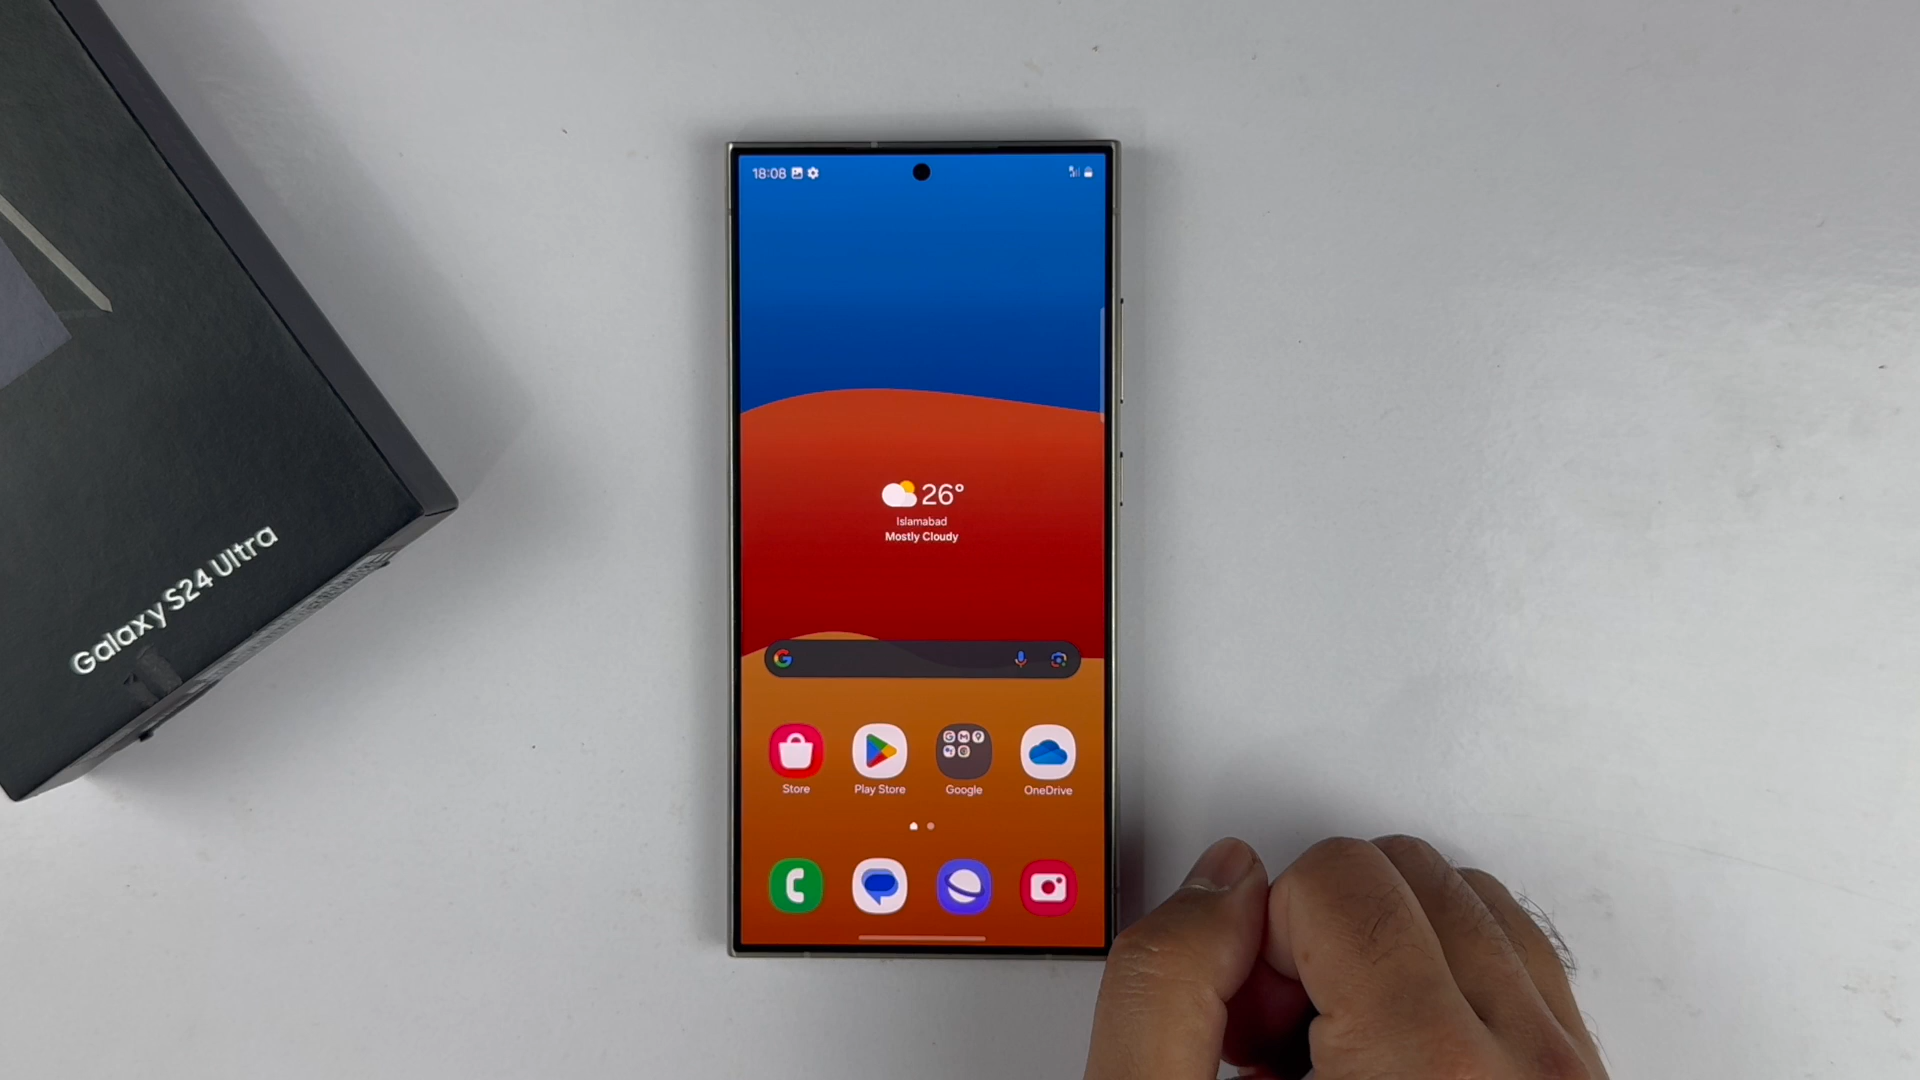 Galaxy S24 Ultra
18:08
26°
Islamabad
Mostly Cloudy
Store
Play Store
Google
OneDrive